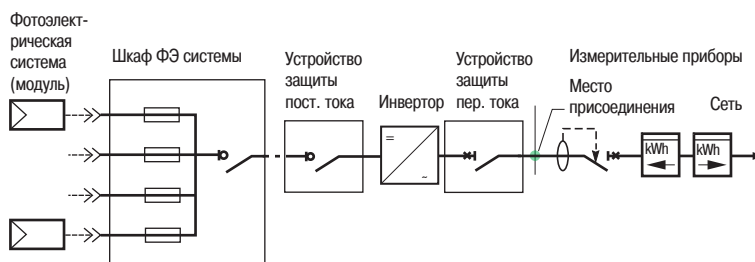 Фотоэлект-
рическая
система
(модуль)
Шкаф ФЭ системы
Устройство
защиты
пост. тока
Инвертор
=
~
Устройство
защиты
пер. тока
Измерительные приборы
Место
присоединения
Сеть
kWh
kWh